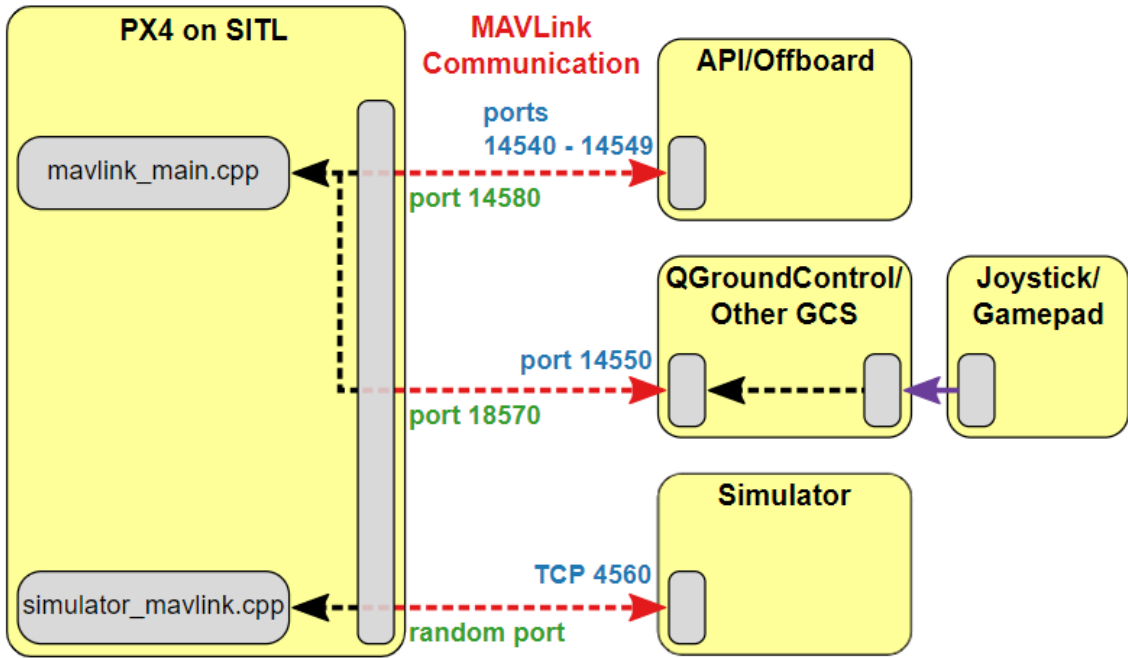 PX4 on SITL
mavlink_main.cpp
simulator_mavlink.cpp
MAVLink
Communication
ports
14540 - 14549
port 14580
port 14550
port 18570
TCP 4560
random port
API/Offboard
QGroundControl/
Other GCS
Joystick/
Gamepad
Simulator